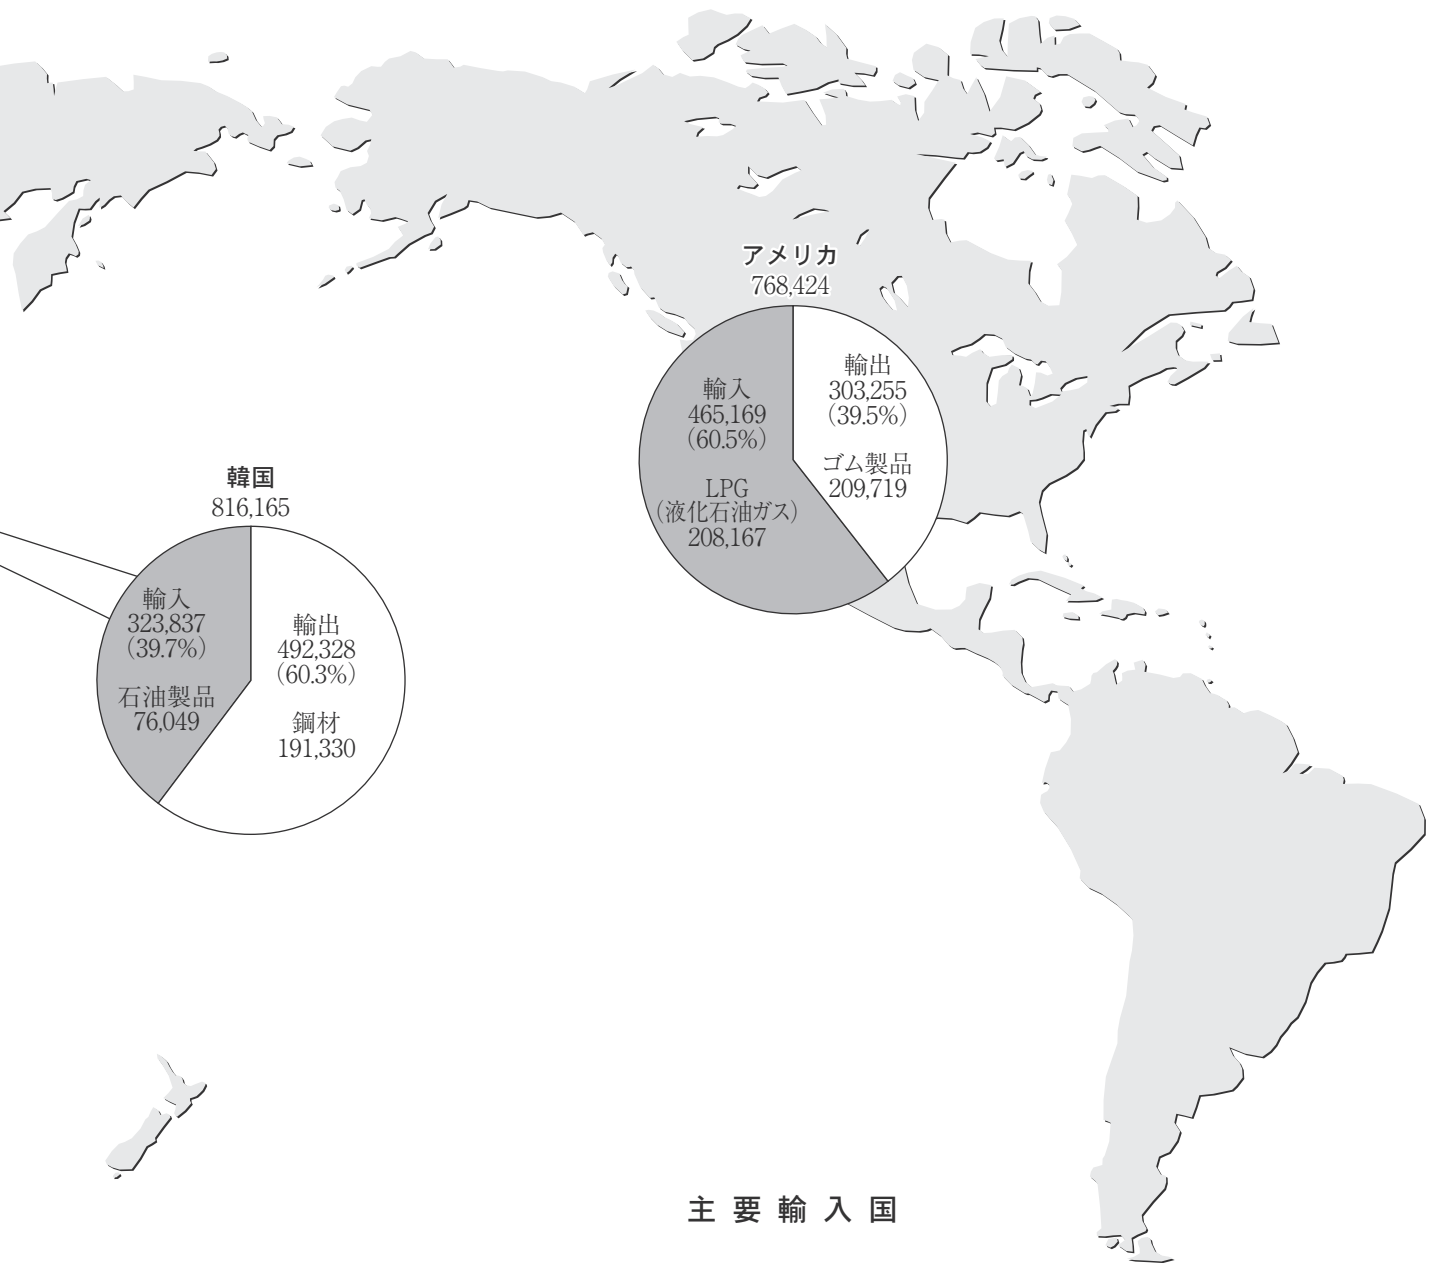 アメリカ
768,424
輸出
303,255
(39.5%)
ゴム製品
209,719
輸入
465,169
(60.5%)
LPG
(液化石油ガス)
208,167
韓国
816,165
輸入
323,837
(39.7%)
石油製品
76,049
輸出
492,328
(60.3%)
鋼材
191,330
主要輸入国